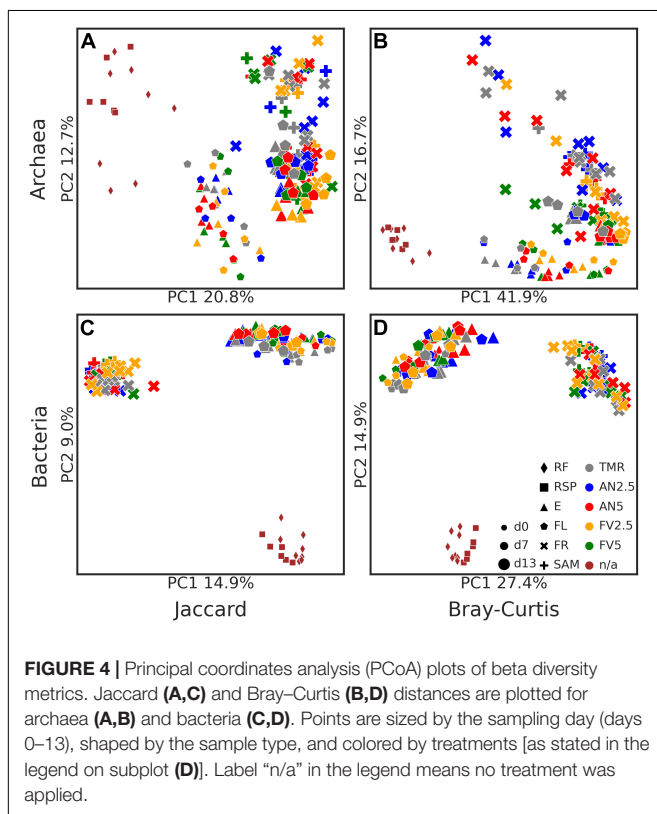 A
B
Archaea
PC2 12.7%
PC2 16.7%
PC1 20.8%
PC1 41.9%
C
D
Bacteria
PC2 9.0%
PC2 14.9%
RF
RSP
E
FL
FR
SAM
d0
d7
d13
TMR
AN2.5
AN5
FV2.5
FV5
n/a
PC1 14.9%
PC1 27.4%
Jaccard
Bray-Curtis
FIGURE 4 | Principal coordinates analysis (PCoA) plots of beta diversity
metrics. Jaccard (A,C) and Bray–Curtis (B,D) distances are plotted for
archaea (A,B) and bacteria (C,D). Points are sized by the sampling day (days
0–13), shaped by the sample type, and colored by treatments [as stated in the
legend on subplot (D)]. Label “n/a” in the legend means no treatment was
applied.